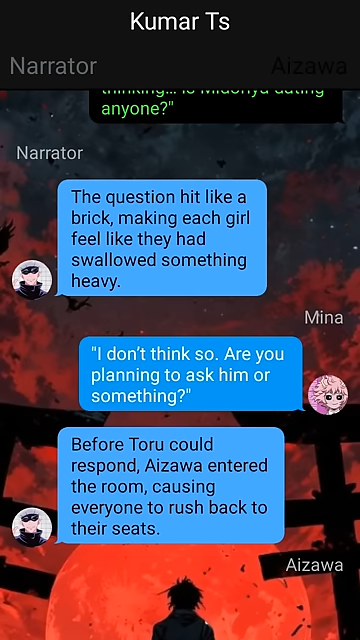 Kumar Ts
Narrator
Aizawa
thinking... Is Midoriya dating
anyone?"
Narrator
The question hit like a
brick, making each girl
feel like they had
swallowed something
heavy.
Mina
"I don't think so. Are you
planning to ask him or
something?"
Before Toru could
respond, Aizawa entered
the room, causing
everyone to rush back to
their seats.
Aizawa